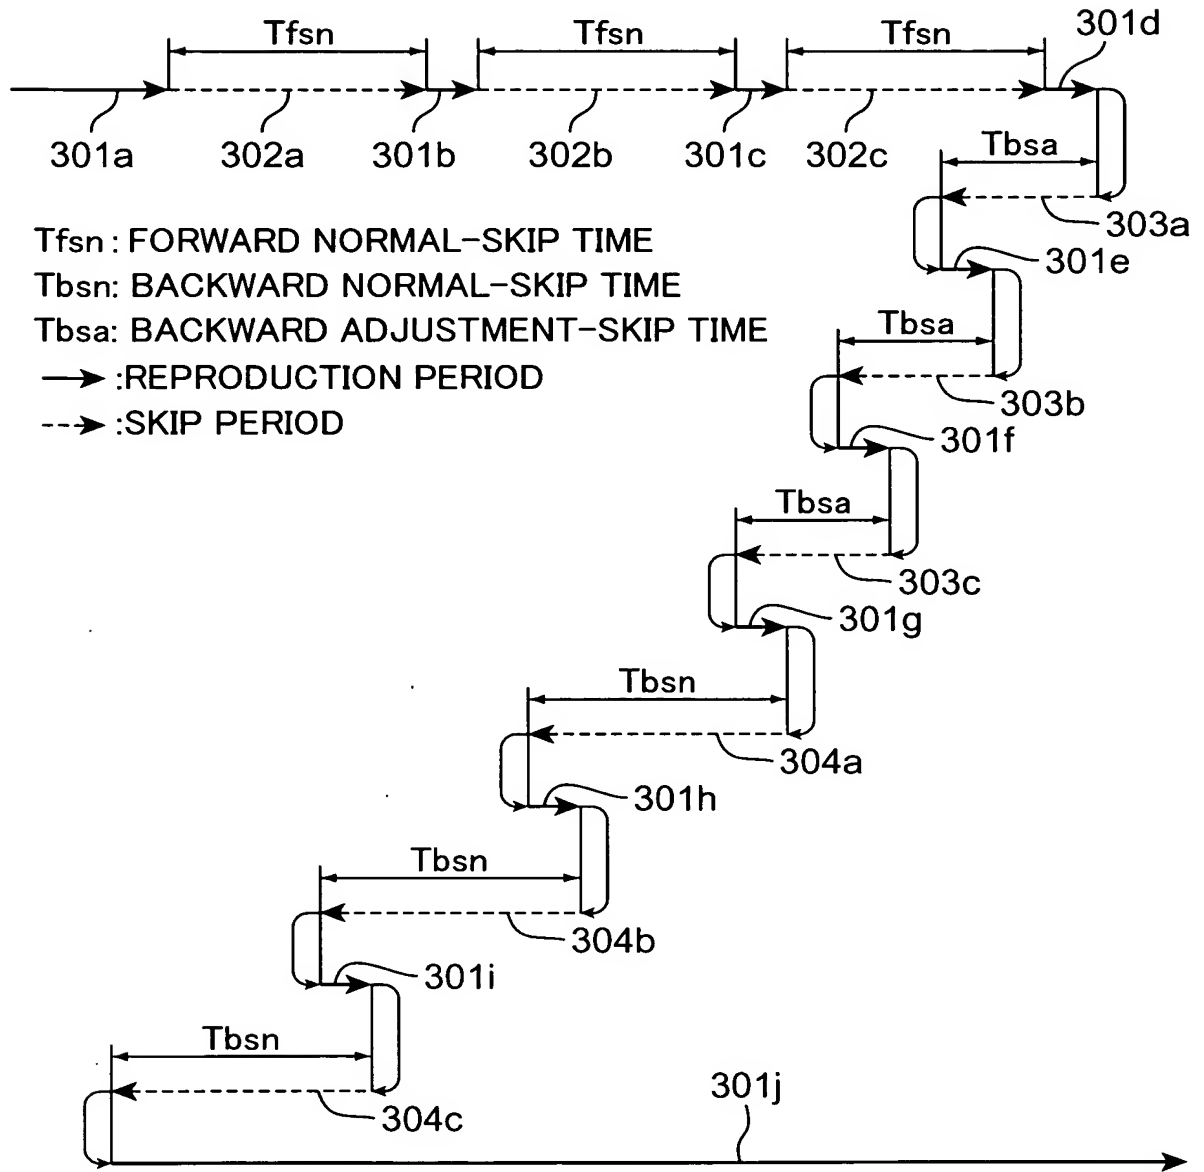 Tfsn Tfsn Tfsn 301d
301a 302a 301b 302b 301c 302c
Tbsa
303a
301e
Tfsn : FORWARD NORMAL-SKIP TIME
Tbsn: BACKWARD NORMAL-SKIP TIME
Tbsa: BACKWARD ADJUSTMENT-SKIP TIME
:REPRODUCTION PERIOD
:SKIP PERIOD
Tbsa
303b
301f
Tbsa
303c
301g
Tbsn
304a
301h
Tbsn
304b
301i
Tbsn
304c
301j